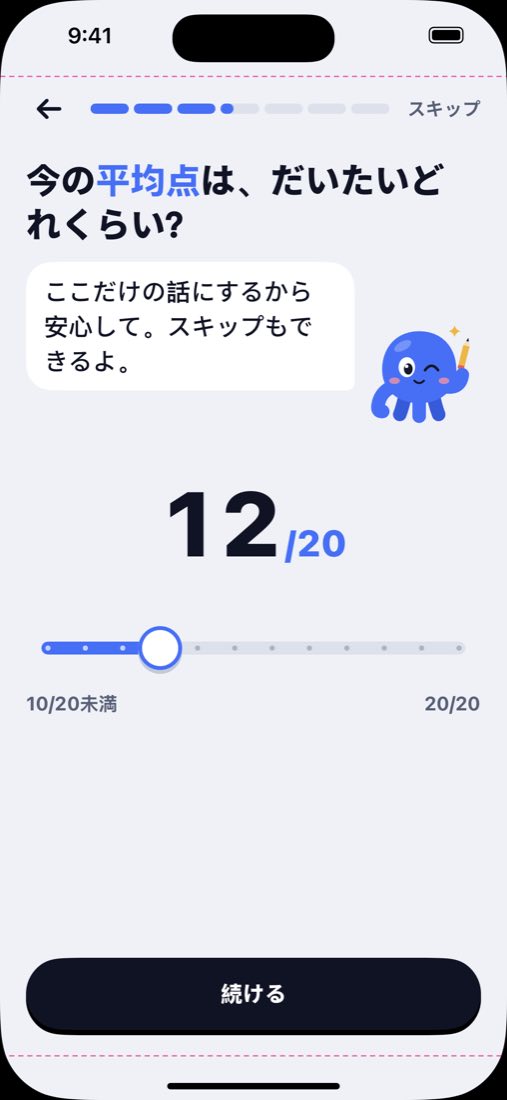 9:41
スキップ
今の平均点は、だいたいど
れくらい?
ここだけの話にするから
安心して。スキップもで
きるよ。
12/20
10/20未満
20/20
続ける